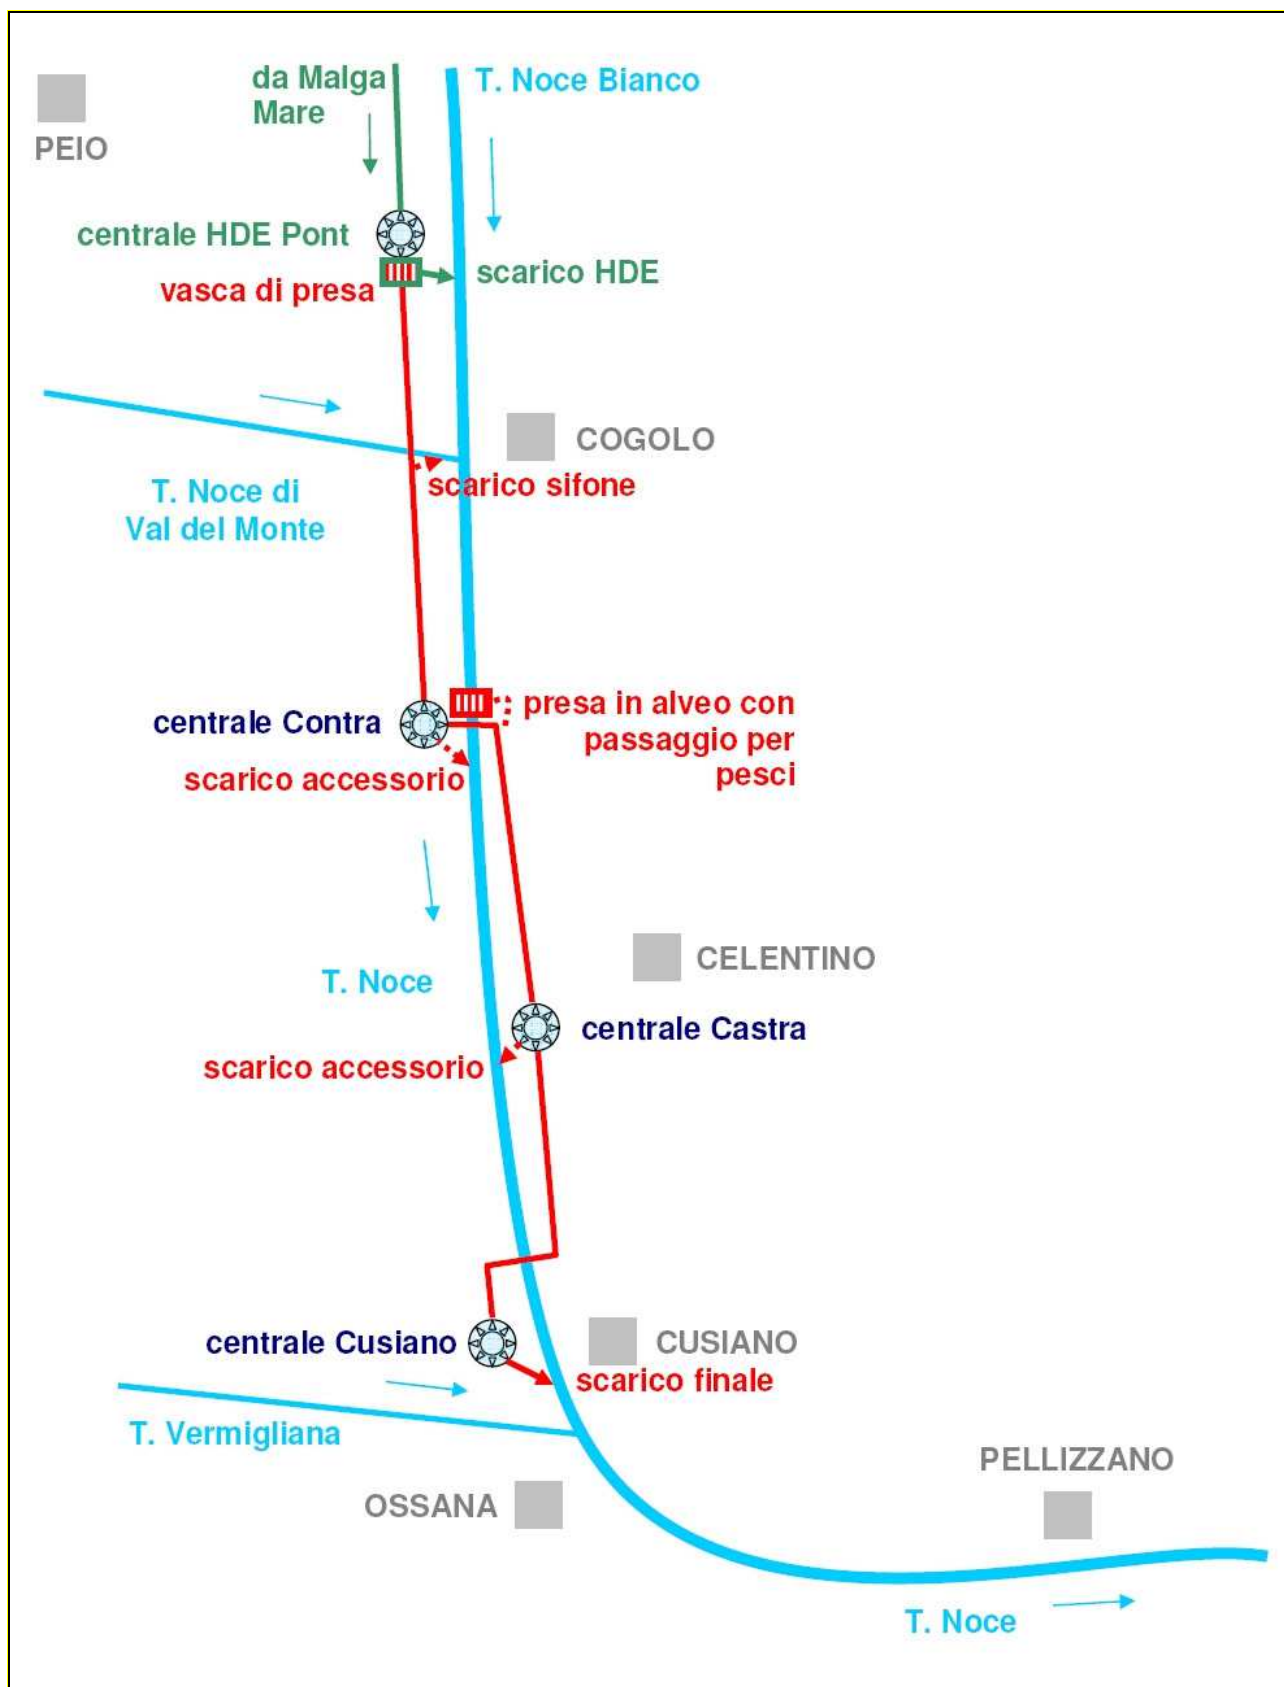 da Malga
Mare
T. Noce Bianco
PEIO
centrale HDE Pont
scarico HDE
vasca di presa
COGOLO
scarico sifone
T. Noce di
Val del Monte
presa in alveo con
passaggio per
pesci
centrale Contra
scarico accessorio
CELENTINO
T. Noce
centrale Castra
scarico accessorio
centrale Cusiano
CUSIANO
scarico finale
T. Vermigliana
PELLIZZANO
OSSANA
T. Noce